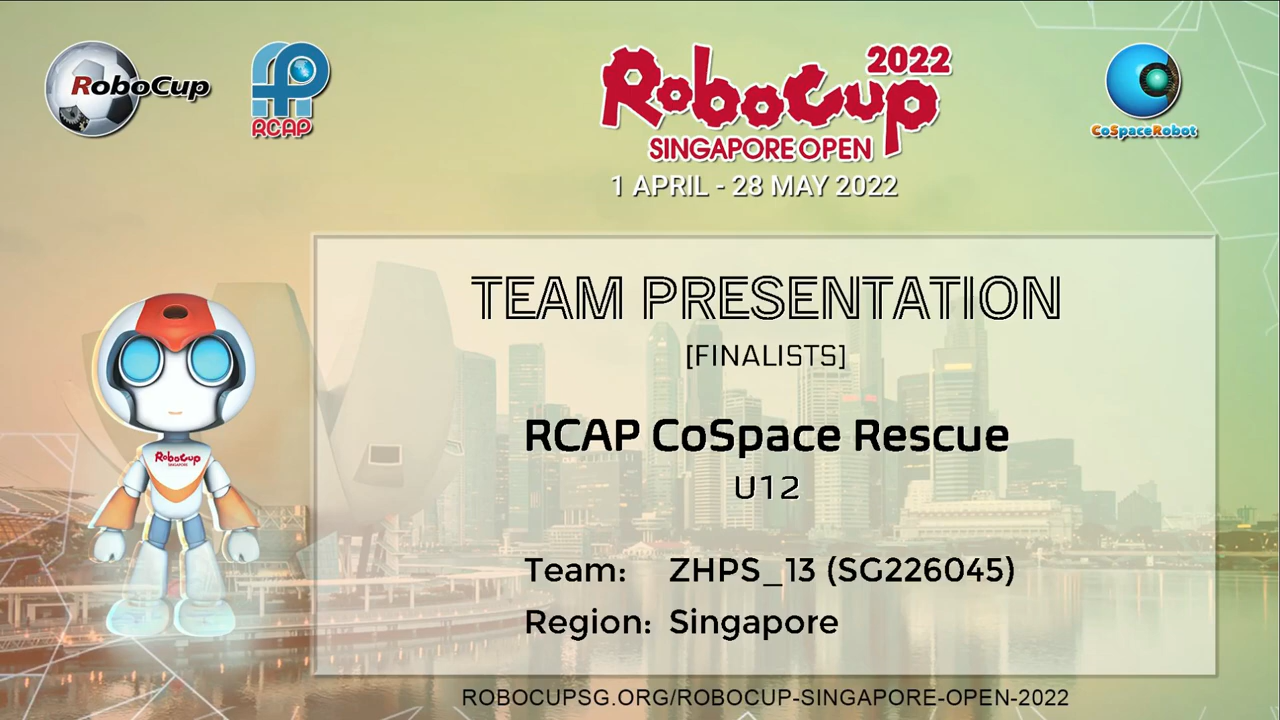 RoboCup
RCAP
2022
RoboCup
SINGAPORE OPEN
1 APRIL - 28 MAY 2022
CoSpaceRobot
TEAM PRESENTATION
[FINALISTS]
RCAP CoSpace Rescue
U12
RoboCup
SINGAPORE
Team: ZHPS_13 (SG226045)
Region: Singapore
ROBOCUPSG.ORG/ROBOCUP-SINGAPORE-OPEN-2022